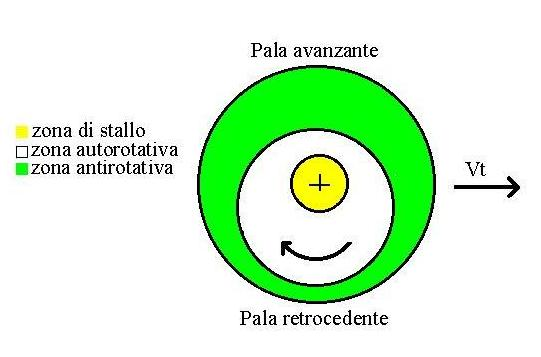 Pala avanzante
zona di stallo
zona autorotativa
zona antirotativa
Vt
Pala retrocedente